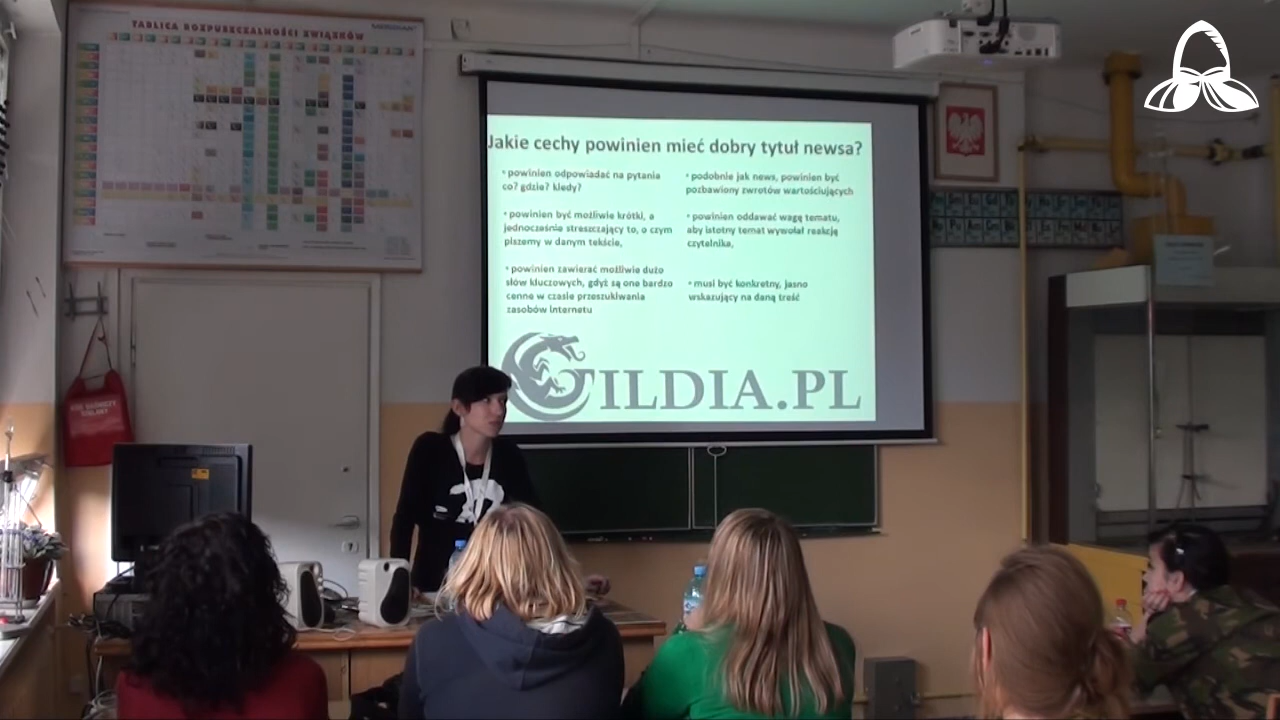 TABLICA ROZPUSZCZALNOŚCI ZWIĄZKÓW
Jakie cechy powinien mieć dobry tytuł newsa?
• powinien odpowiadać na pytania
co? gdzie? kiedy?
• powinien być możliwie krótki, a
jednocześnie streszczający to, o czym
piszemy w danym tekście,
• powinien zawierać możliwie dużo
słów kluczowych, gdyż są one bardzo
cenne w czasie przeszukiwania
zasobów internetu
• podobnie jak news, powinien być
pozbawiony zwrotów wartościujących
• powinien oddawać wagę tematu,
aby istotny temat wywołał reakcję
czytelnika,
• musi być konkretny, jasno
wskazujący na daną treść
GILDIA.PL